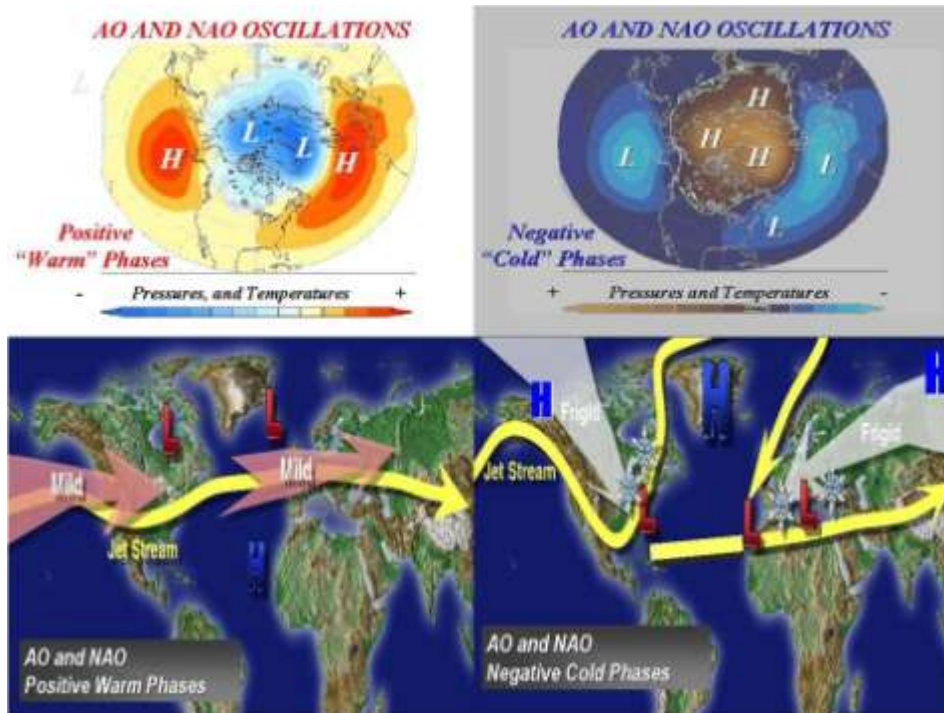 AO AND NAO OSCILLATIONS
L
L
H
H
Positive
"Warm" Phases
- Pressures, and Temperatures +
AO AND NAO OSCILLATIONS
H
H
H
L
L
L
Negative
"Cold" Phases
+ Pressures and Temperatures -
L
L
Mild
Mild
Jet Stream
H
AO and NAO
Positive Warm Phases
H
H
H
Frigid
Frigid
Jet Stream
L
L
L
AO and NAO
Negative Cold Phases